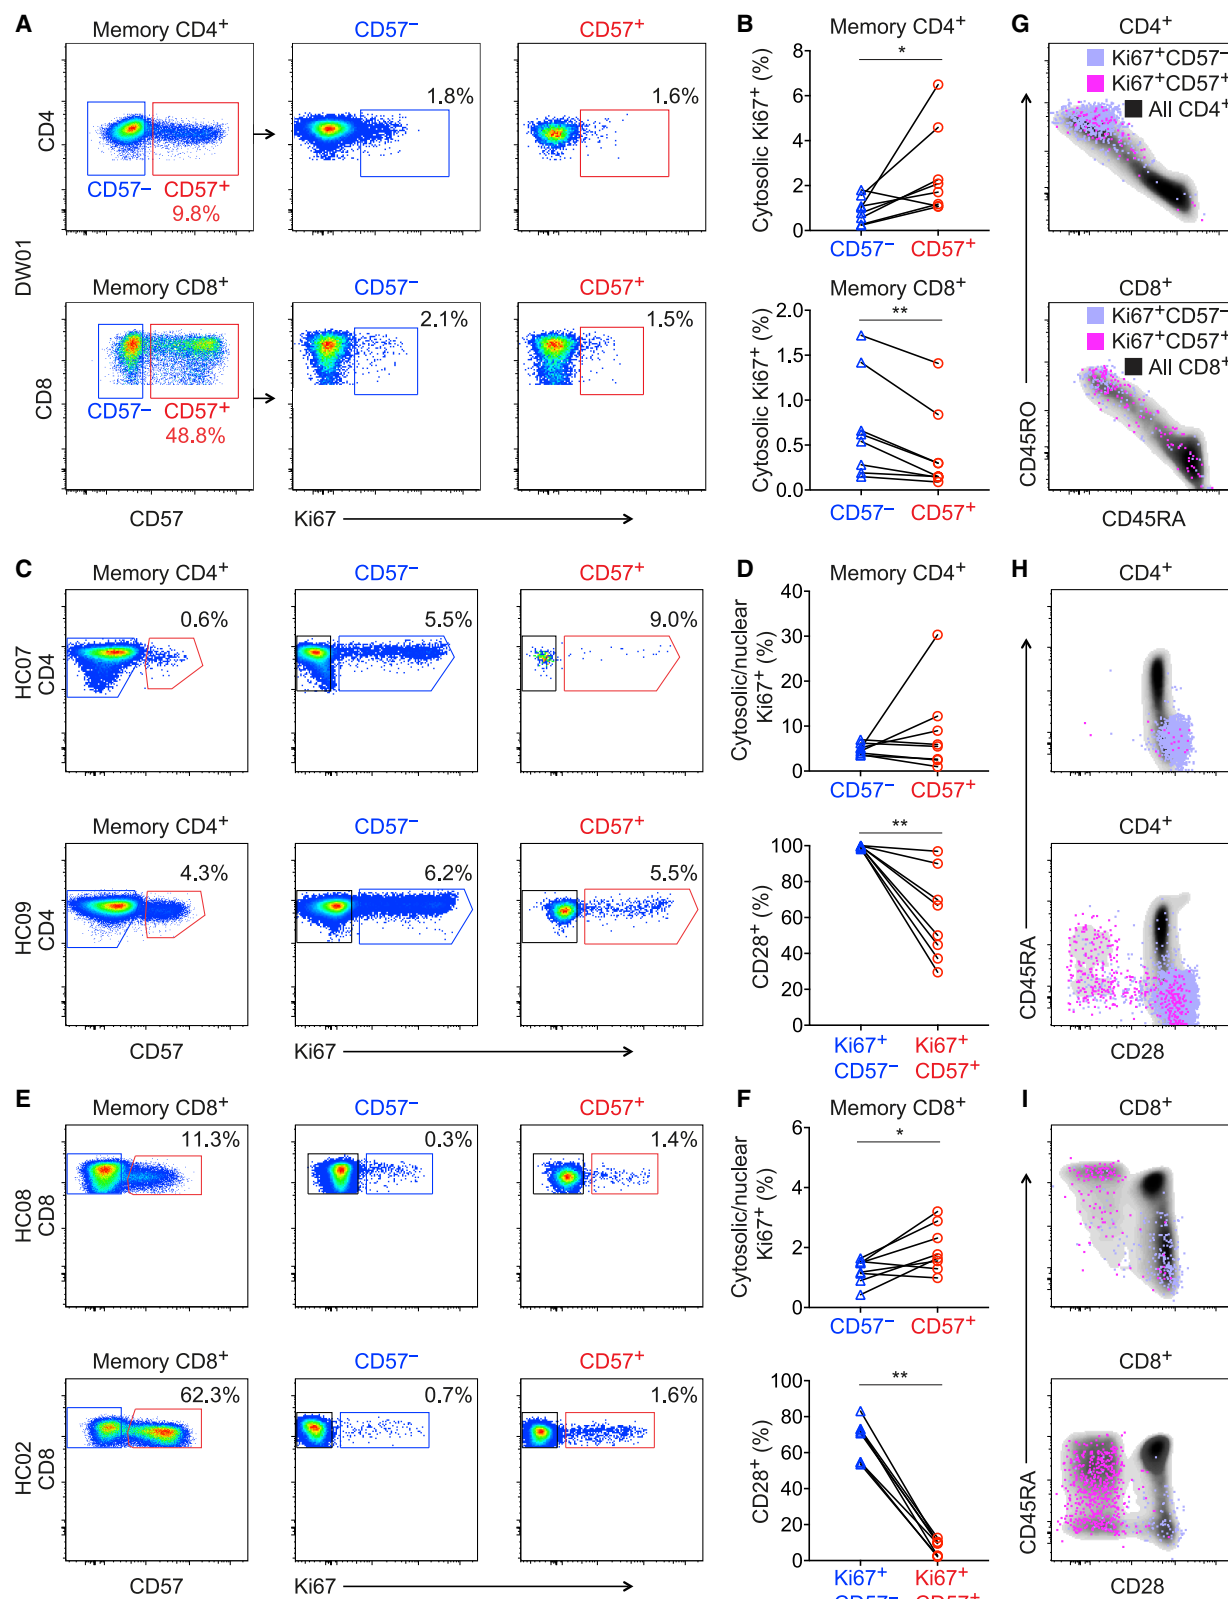 A
Memory CD4+
CD57–
CD57+
CD4
CD57–
CD57+
9.8%
1.8%
1.6%
DW01
Memory CD8+
CD57–
CD57+
CD8
CD57–
CD57+
48.8%
2.1%
1.5%
CD57
Ki67
B
Memory CD4+
*
Cytosolic Ki67+ (%)
8
6
4
2
0
CD57–
CD57+
Memory CD8+
**
Cytosolic Ki67+ (%)
2.0
1.5
1.0
0.5
0.0
CD57–
CD57+
G
CD4+
Ki67+CD57–
Ki67+CD57+
All CD4+
CD8+
Ki67+CD57–
Ki67+CD57+
All CD8+
CD45RO
CD45RA
C
Memory CD4+
CD57–
CD57+
HC07
CD4
0.6%
5.5%
9.0%
Memory CD4+
CD57–
CD57+
HC09
CD4
4.3%
6.2%
5.5%
CD57
Ki67
D
Memory CD4+
Cytosolic/nuclear
Ki67+ (%)
40
30
20
10
0
CD57–
CD57+
**
CD28+ (%)
100
80
60
40
20
0
Ki67+
CD57–
Ki67+
CD57+
H
CD4+
CD4+
CD45RA
CD28
E
Memory CD8+
CD57–
CD57+
HC08
CD8
11.3%
0.3%
1.4%
Memory CD8+
CD57–
CD57+
HC02
CD8
62.3%
0.7%
1.6%
CD57
Ki67
F
Memory CD8+
*
Cytosolic/nuclear
Ki67+ (%)
6
4
2
0
CD57–
CD57+
**
CD28+ (%)
100
80
60
40
20
0
Ki67+
CD57–
Ki67+
CD57+
I
CD8+
CD8+
CD45RA
CD28